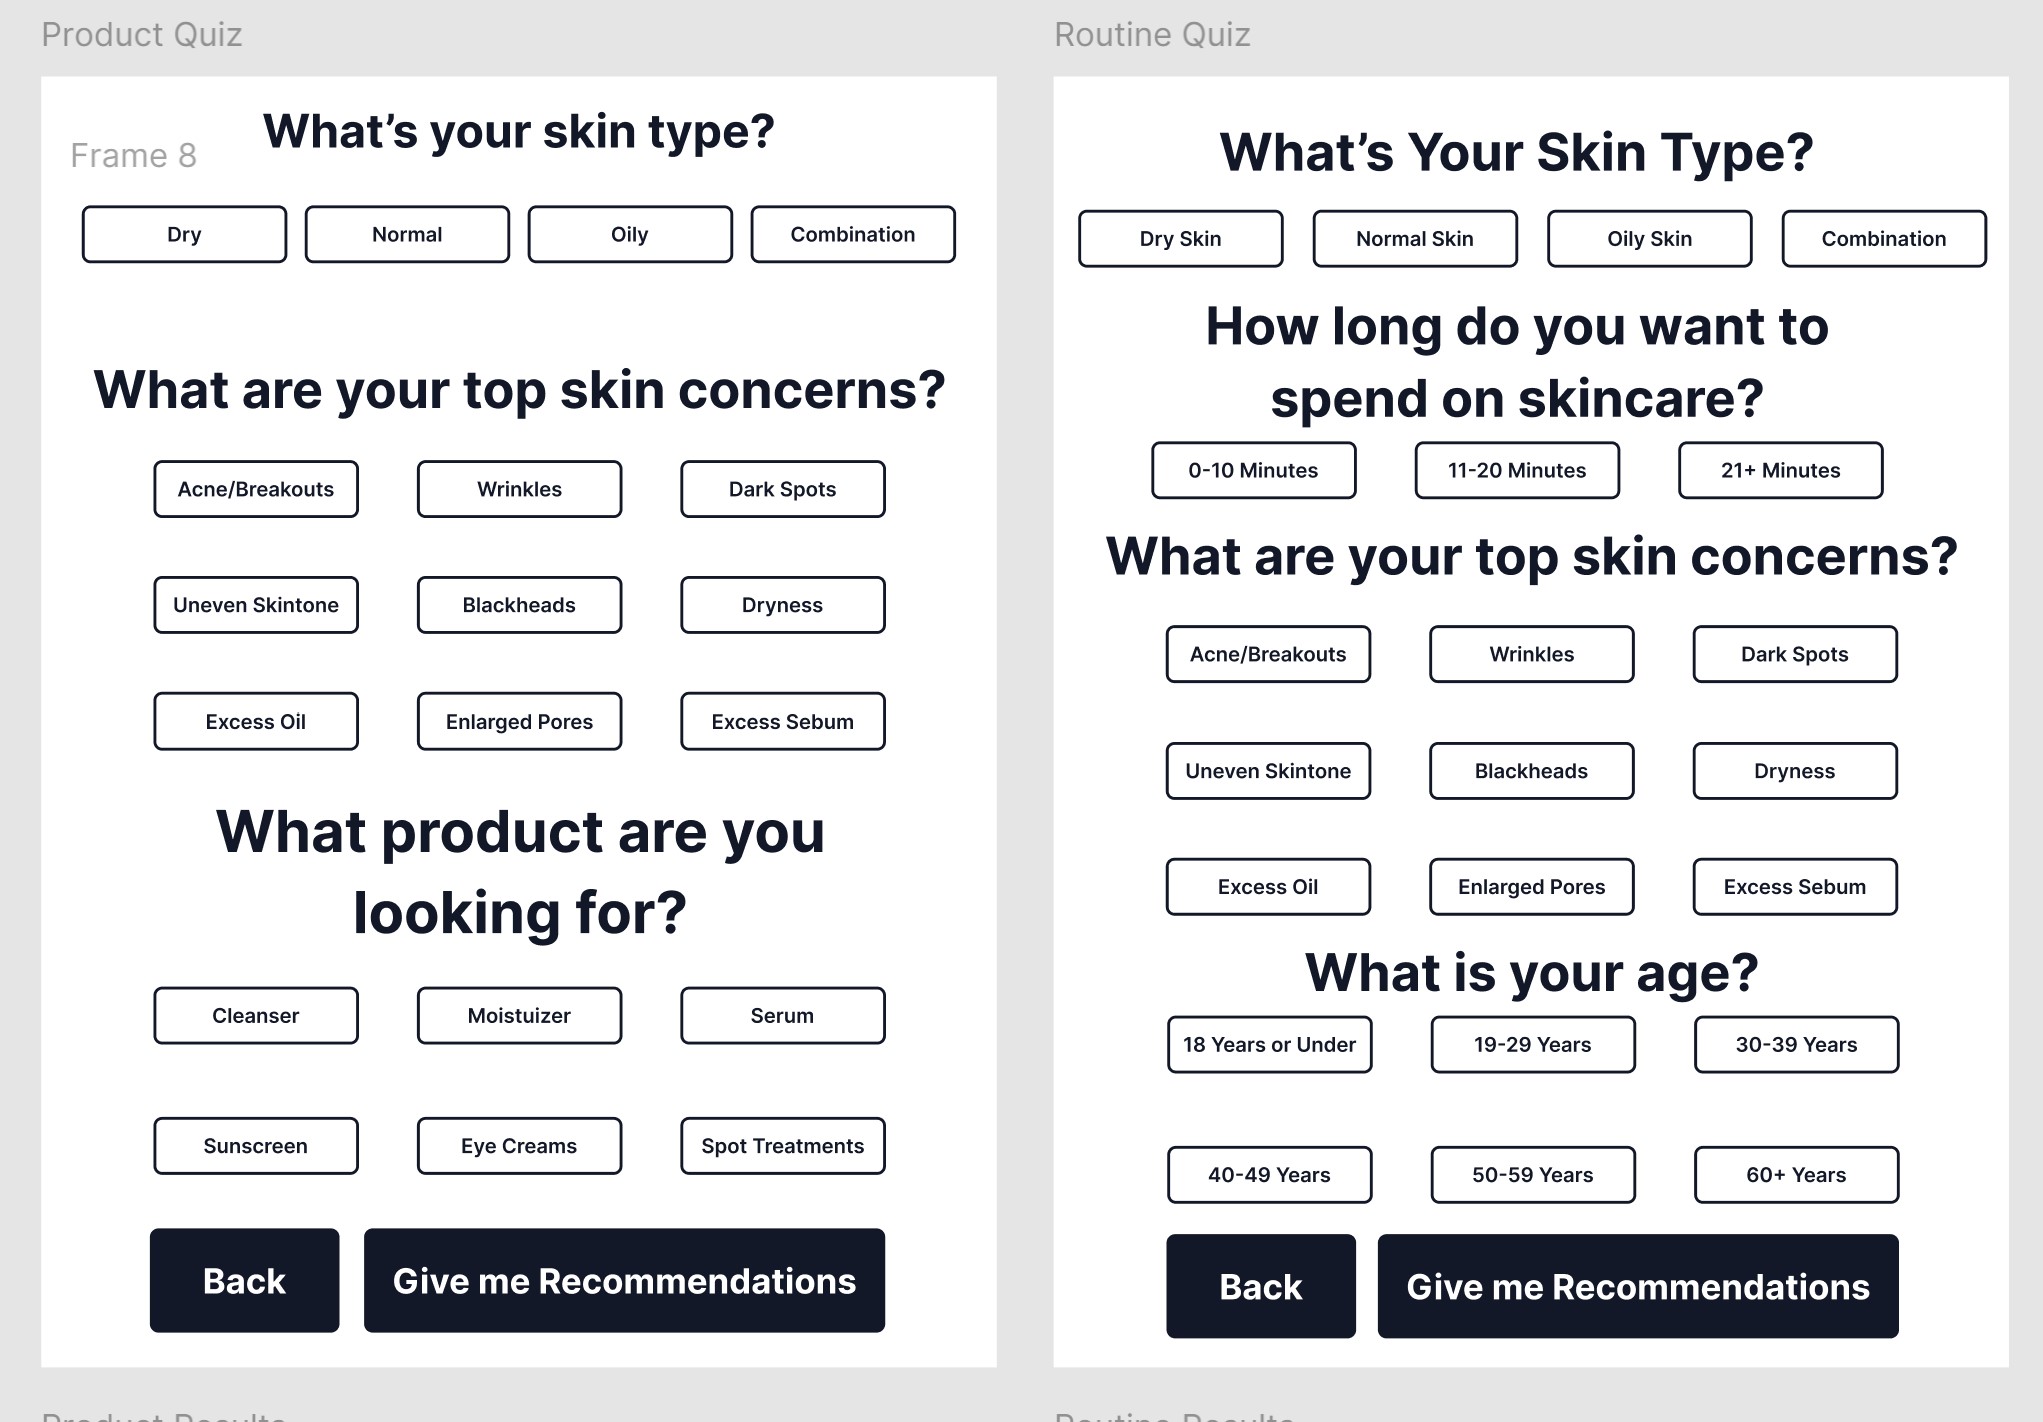 Product Quiz
Frame 8
What’s your skin type?
Dry Normal Oily Combination
What are your top skin concerns?
Acne/Breakouts Wrinkles Dark Spots
Uneven Skintone Blackheads Dryness
Excess Oil Enlarged Pores Excess Sebum
What product are you
looking for?
Cleanser Moistuizer Serum
Sunscreen Eye Creams Spot Treatments
Back Give me Recommendations
Product Results
Routine Quiz
What’s Your Skin Type?
Dry Skin Normal Skin Oily Skin Combination
How long do you want to
spend on skincare?
0-10 Minutes 11-20 Minutes 21+ Minutes
What are your top skin concerns?
Acne/Breakouts Wrinkles Dark Spots
Uneven Skintone Blackheads Dryness
Excess Oil Enlarged Pores Excess Sebum
What is your age?
18 Years or Under 19-29 Years 30-39 Years
40-49 Years 50-59 Years 60+ Years
Back Give me Recommendations
Routine Results